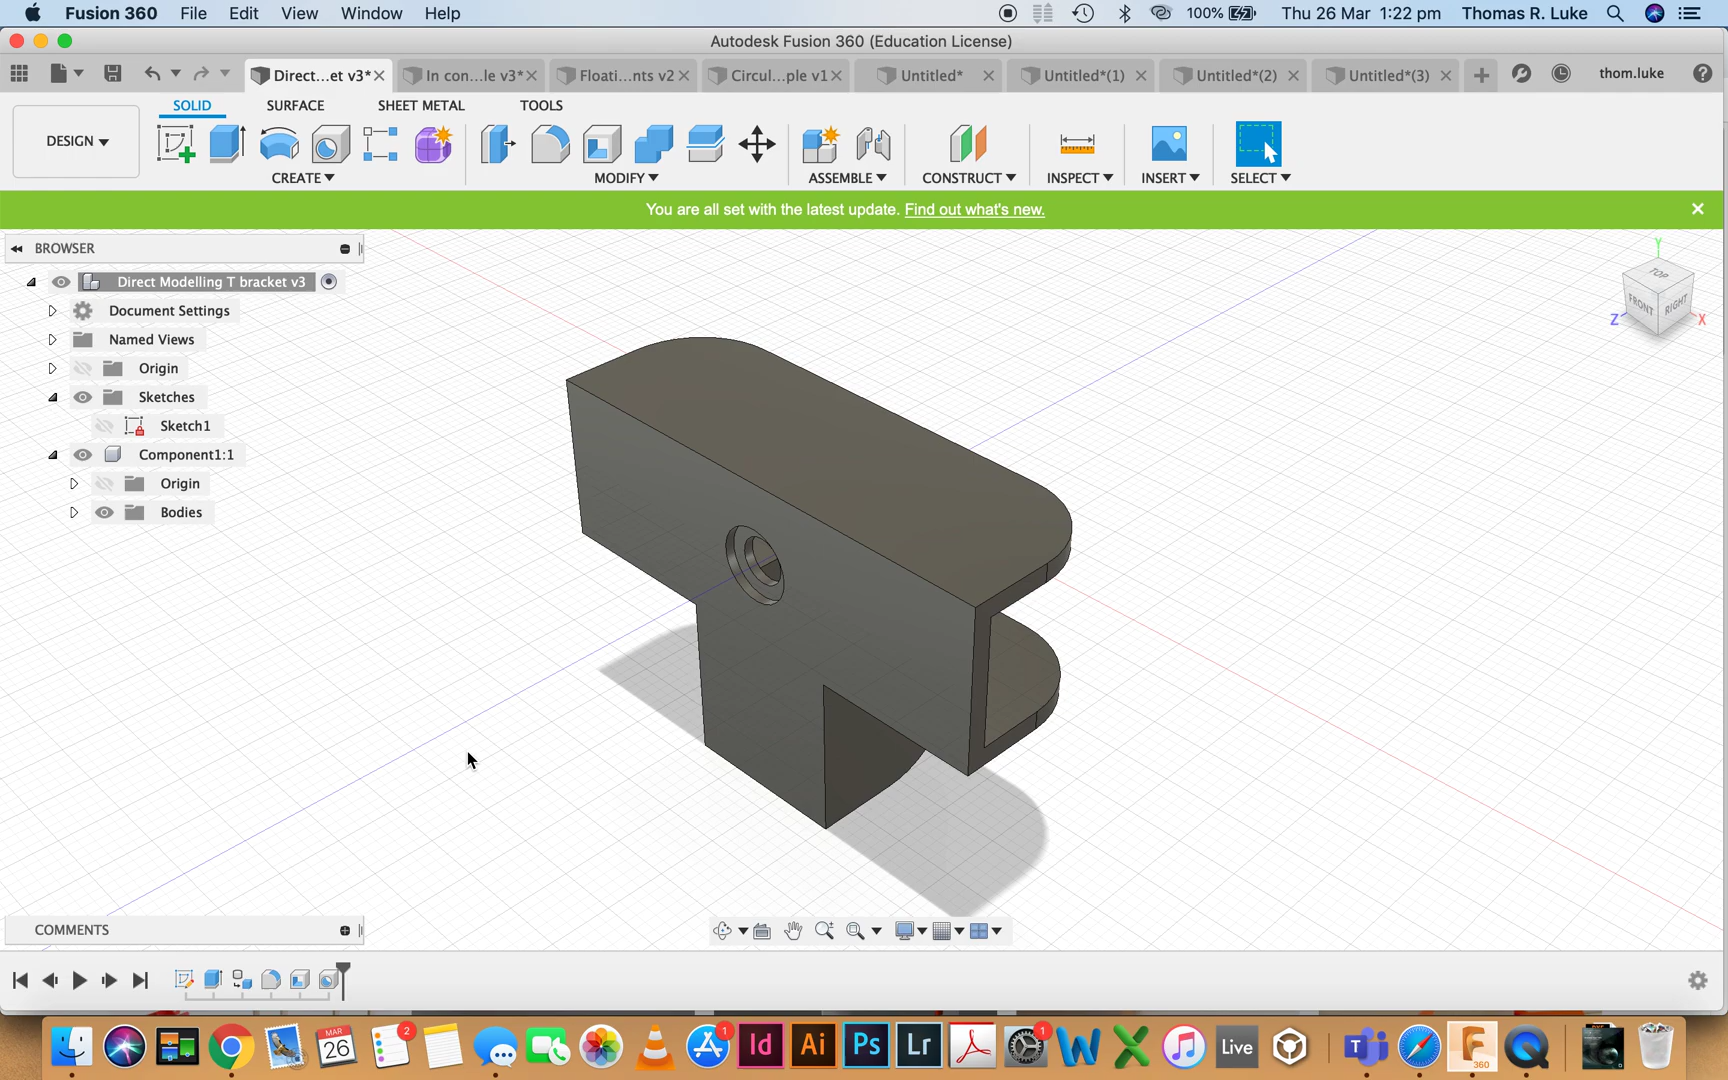 Fusion 360 File Edit View Window Help 100% Thu 26 Mar 1:22 pm Thomas R. Luke
Autodesk Fusion 360 (Education License)
Direct...et v3* In con...le v3* Floati...nts v2 Circul...ple v1 Untitled* Untitled*(1) Untitled*(2) Untitled*(3) thom.luke
SOLID SURFACE SHEET METAL TOOLS
DESIGN
CREATE MODIFY ASSEMBLE CONSTRUCT INSPECT INSERT SELECT
You are all set with the latest update. Find out what's new.
BROWSER
Direct Modelling T bracket v3
Document Settings
Named Views
Origin
Sketches
Sketch1
Component1:1
Origin
Bodies
Y
TOP
FRONT RIGHT
Z X
COMMENTS
MAR
26
2
1
Id Ai Ps Lr
1
W X
Live
T
F
360